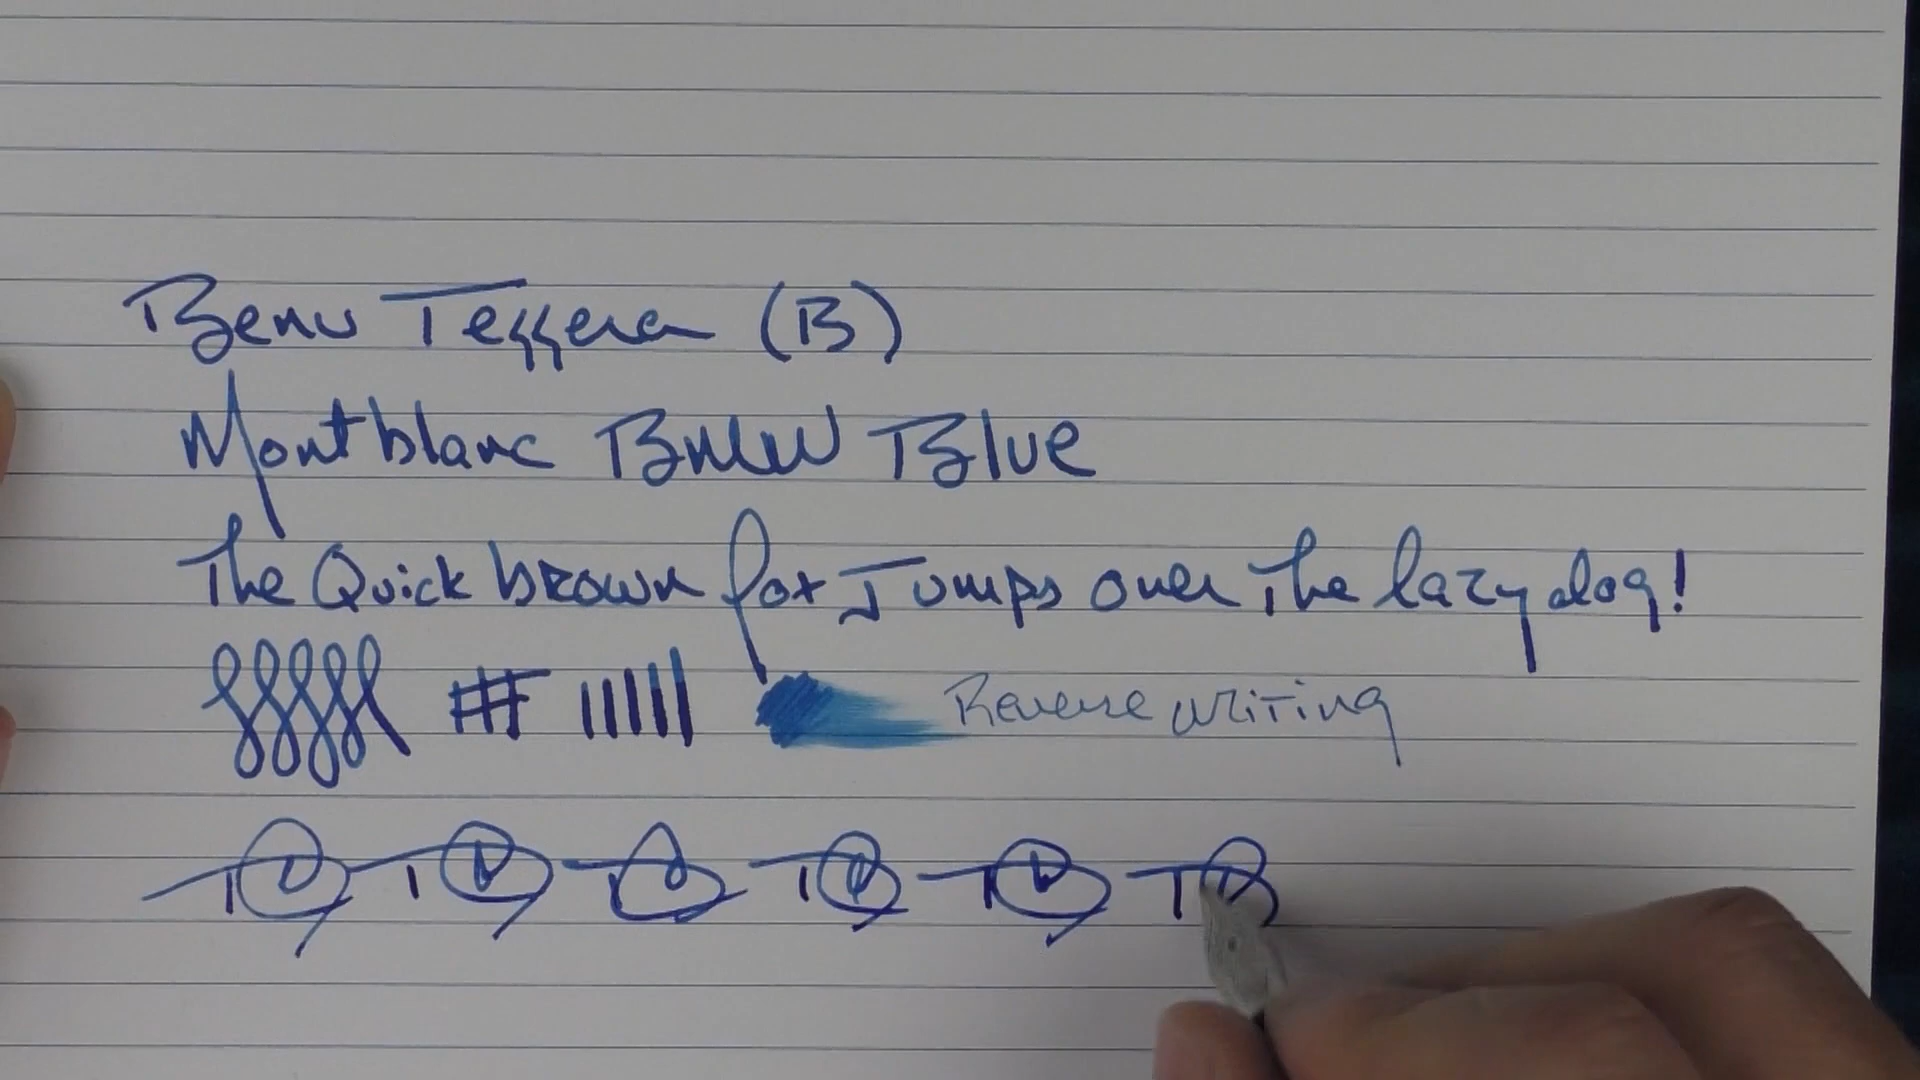 Benu Tessera (B)
Montblanc BMW Blue
The Quick brown fox Jumps over The lazy dog!
Reverse writing